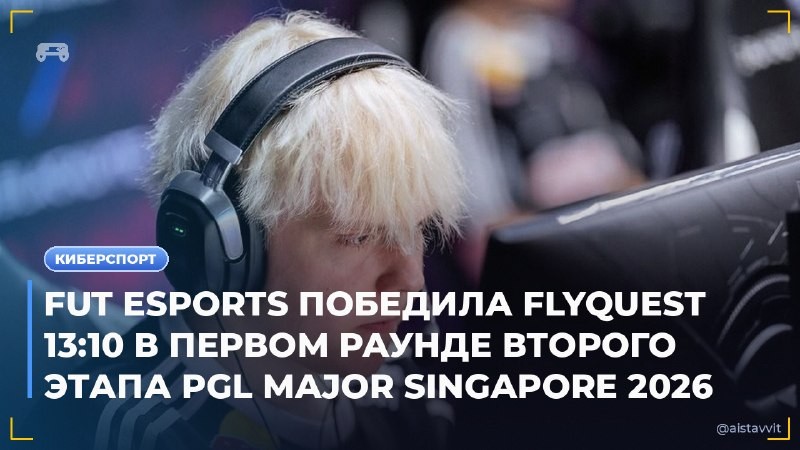 КИБЕРСПОРТ
FUT ESPORTS ПОБЕДИЛА FLYQUEST
13:10 В ПЕРВОМ РАУНДЕ ВТОРОГО
ЭТАПА PGL MAJOR SINGAPORE 2026
@aistavvit